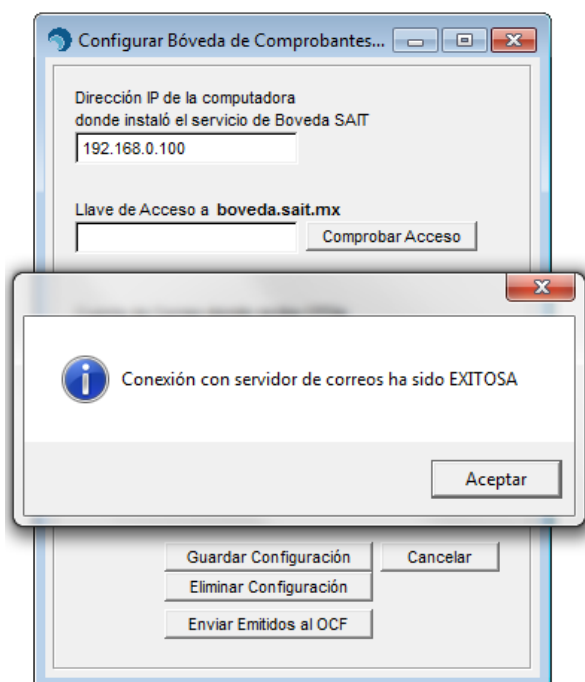 Configurar Bóveda de Comprobantes...
Dirección IP de la computadora
donde instaló el servicio de Boveda SAIT
192.168.0.100
Llave de Acceso a boveda.sait.mx
Comprobar Acceso
Conexión con servidor de correos ha sido EXITOSA
Aceptar
Guardar Configuración
Cancelar
Eliminar Configuración
Enviar Emitidos al OCF